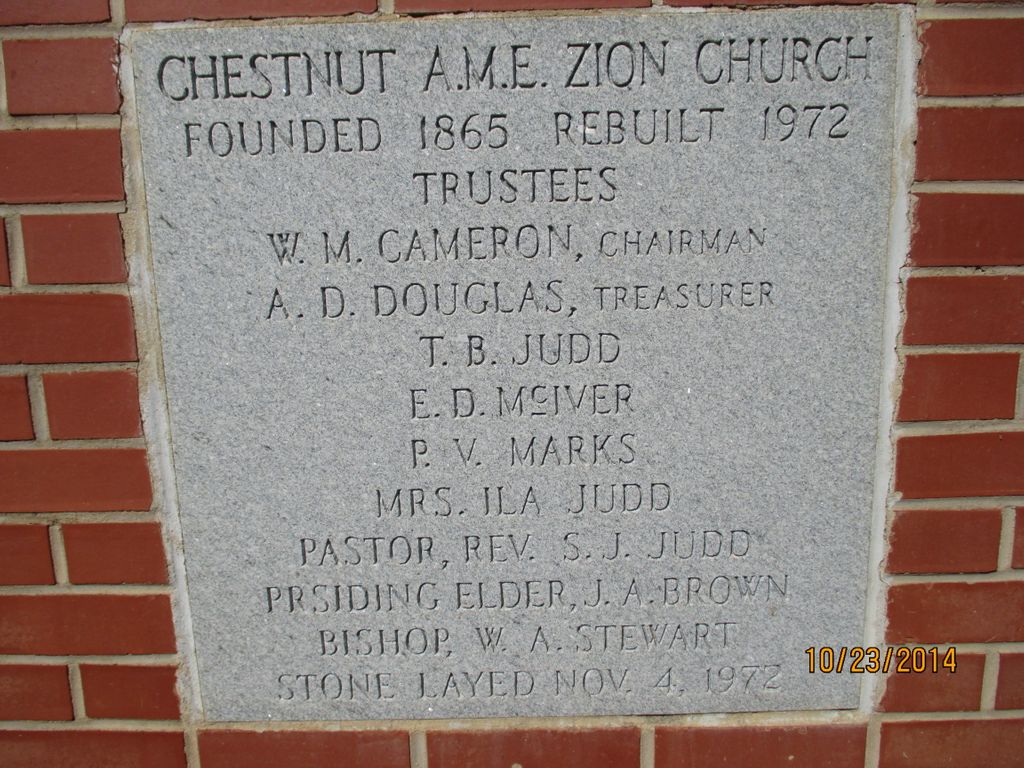 CHESTNUT A.M.E. ZION CHURCH
FOUNDED 1865 REBUILT 1972
TRUSTEES
W. M. CAMERON, CHAIRMAN
A. D. DOUGLAS, TREASURER
T. B. JUDD
E. D. McIVER
P. V. MARKS
MRS. ILA JUDD
PASTOR, REV. S. J. JUDD
PRSIDING ELDER, J. A. BROWN
BISHOP, W. A. STEWART
STONE LAYED NOV. 4, 1972
10/23/2014